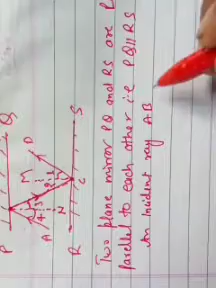 P Q
A D
M
N
R C S
Two plane mirror PQ and RS are
parallel to each other i.e PQ || RS
An incident ray AB